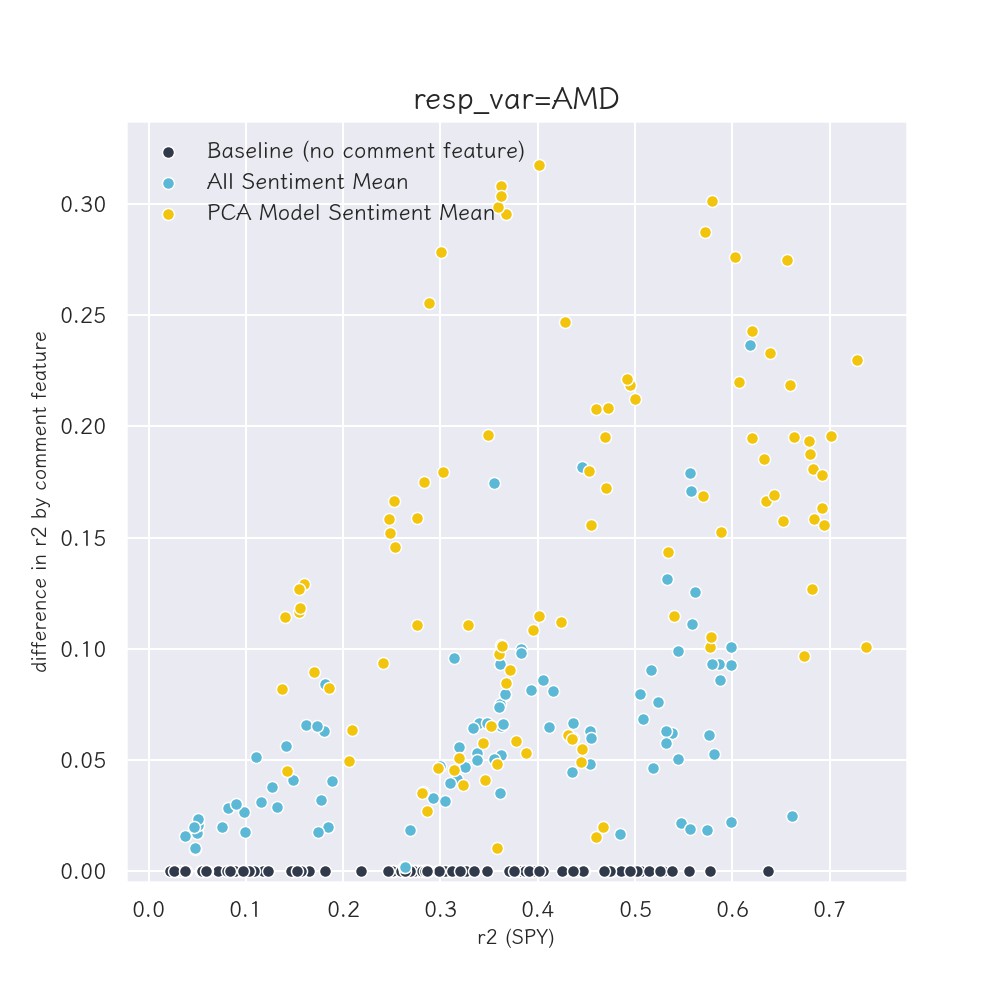 resp_var=AMD
Baseline (no comment feature)
All Sentiment Mean
PCA Model Sentiment Mean
difference in r2 by comment feature
0.30
0.25
0.20
0.15
0.10
0.05
0.00
0.0 0.1 0.2 0.3 0.4 0.5 0.6 0.7
r2 (SPY)